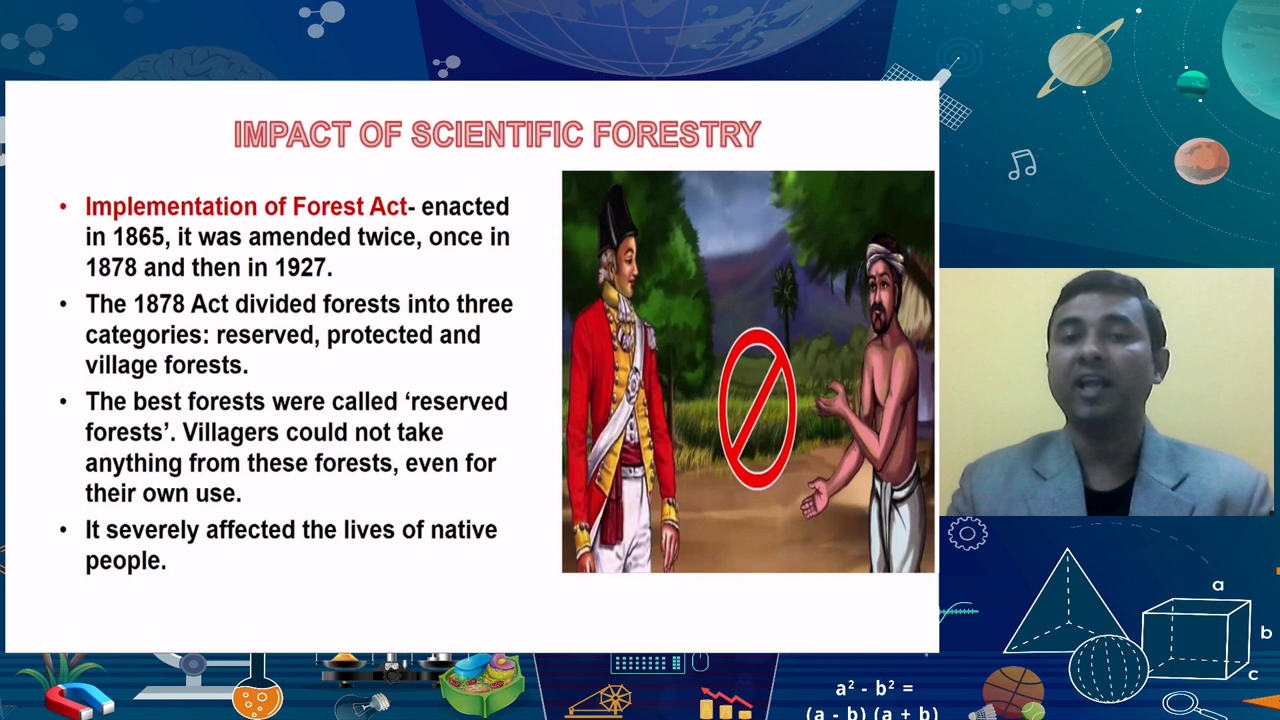 IMPACT OF SCIENTIFIC FORESTRY
• Implementation of Forest Act- enacted
in 1865, it was amended twice, once in
1878 and then in 1927.
• The 1878 Act divided forests into three
categories: reserved, protected and
village forests.
• The best forests were called ‘reserved
forests’. Villagers could not take
anything from these forests, even for
their own use.
• It severely affected the lives of native
people.
a
b
c
a² - b² =
(a - b) (a + b)